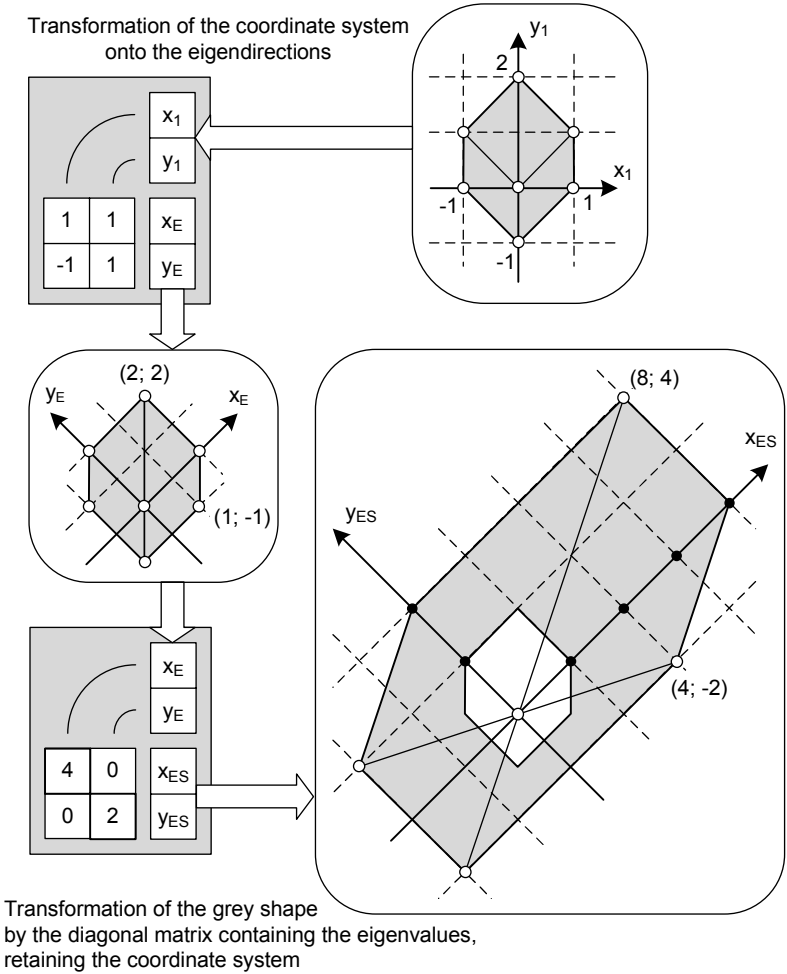 Transformation of the coordinate system
onto the eigendirections
y1
2
x1
-1
1
-1
x1
y1
1 1
-1 1
xE
yE
(2; 2)
yE
xE
(1; -1)
xE
yE
4 0
0 2
xES
yES
(8; 4)
xES
yES
(4; -2)
Transformation of the grey shape
by the diagonal matrix containing the eigenvalues,
retaining the coordinate system